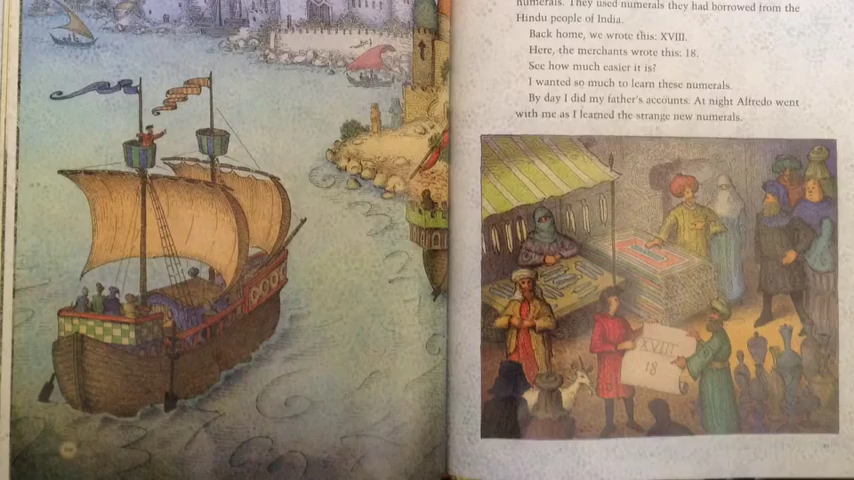 numerals. They used numerals they had borrowed from the
Hindu people of India.
Back home, we wrote this: XVIII.
Here, the merchants wrote this: 18.
See how much easier it is?
I wanted so much to learn these numerals.
By day I did my father's accounts. At night Alfredo went
with me as I learned the strange new numerals.
XVIII
18